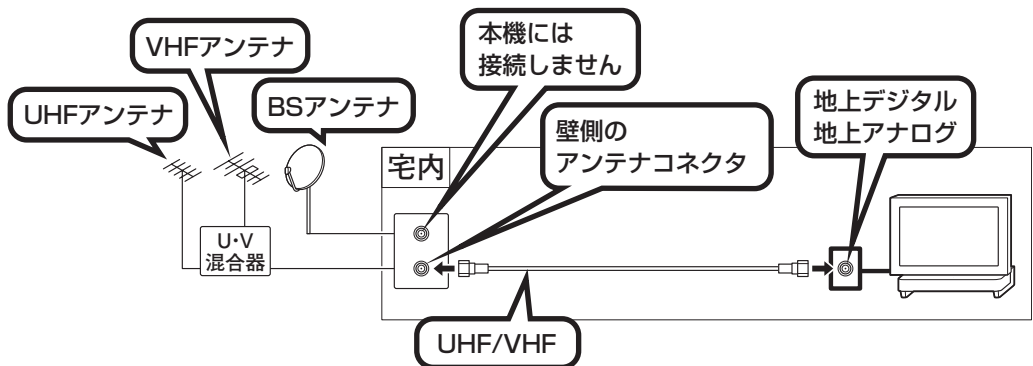 UHFアンテナ
VHFアンテナ
BSアンテナ
本機には
接続しません
壁側の
アンテナコネクタ
地上デジタル
地上アナログ
宅内
U・V
混合器
UHF/VHF